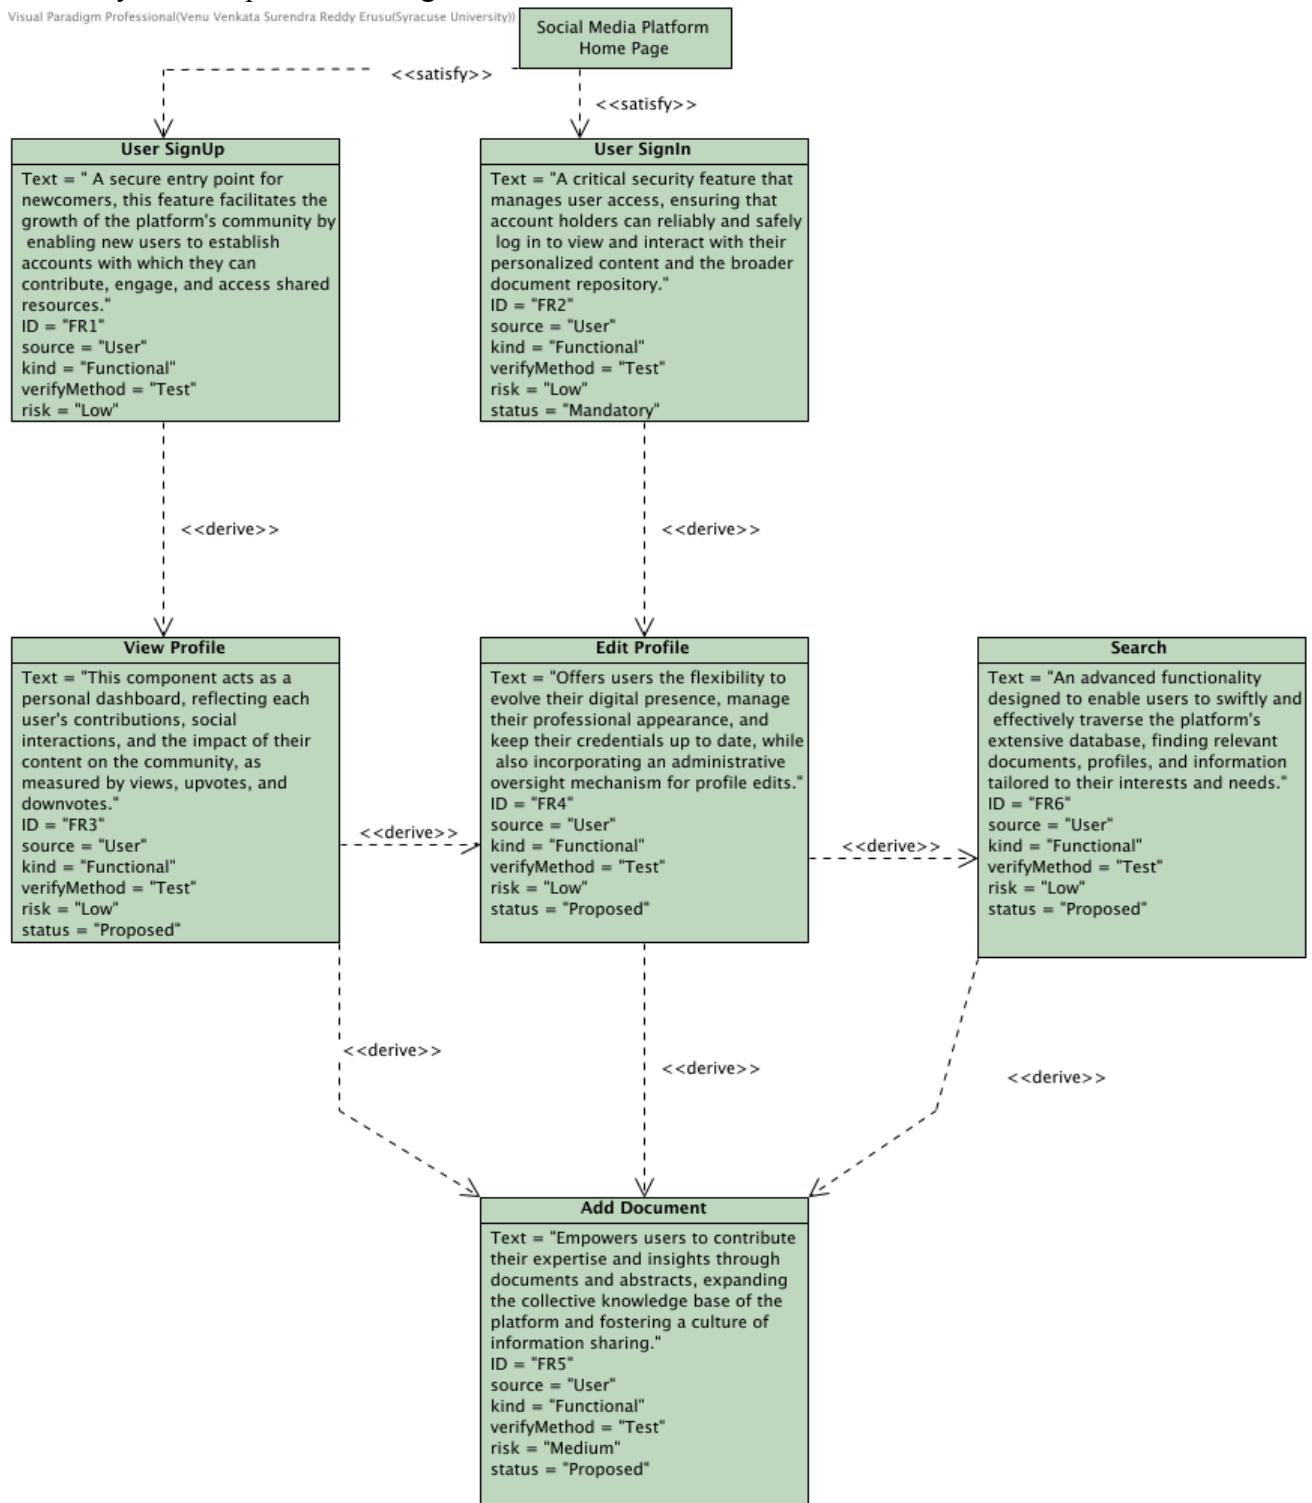 Visual Paradigm Professional(Venu Venkata Surendra Reddy Erusu(Syracuse University))
Social Media Platform
Home Page
<<satisfy>>
<<satisfy>>
User SignUp
Text = " A secure entry point for
newcomers, this feature facilitates the
growth of the platform's community by
enabling new users to establish
accounts with which they can
contribute, engage, and access shared
resources."
ID = "FR1"
source = "User"
kind = "Functional"
verifyMethod = "Test"
risk = "Low"
User SignIn
Text = "A critical security feature that
manages user access, ensuring that
account holders can reliably and safely
log in to view and interact with their
personalized content and the broader
document repository."
ID = "FR2"
source = "User"
kind = "Functional"
verifyMethod = "Test"
risk = "Low"
status = "Mandatory"
<<derive>>
<<derive>>
View Profile
Text = "This component acts as a
personal dashboard, reflecting each
user's contributions, social
interactions, and the impact of their
content on the community, as
measured by views, upvotes, and
downvotes."
ID = "FR3"
source = "User"
kind = "Functional"
verifyMethod = "Test"
risk = "Low"
status = "Proposed"
<<derive>>
Edit Profile
Text = "Offers users the flexibility to
evolve their digital presence, manage
their professional appearance, and
keep their credentials up to date, while
also incorporating an administrative
oversight mechanism for profile edits."
ID = "FR4"
source = "User"
kind = "Functional"
verifyMethod = "Test"
risk = "Low"
status = "Proposed"
<<derive>>
Search
Text = "An advanced functionality
designed to enable users to swiftly and
effectively traverse the platform's
extensive database, finding relevant
documents, profiles, and information
tailored to their interests and needs."
ID = "FR6"
source = "User"
kind = "Functional"
verifyMethod = "Test"
risk = "Low"
status = "Proposed"
<<derive>>
<<derive>>
<<derive>>
Add Document
Text = "Empowers users to contribute
their expertise and insights through
documents and abstracts, expanding
the collective knowledge base of the
platform and fostering a culture of
information sharing."
ID = "FR5"
source = "User"
kind = "Functional"
verifyMethod = "Test"
risk = "Medium"
status = "Proposed"